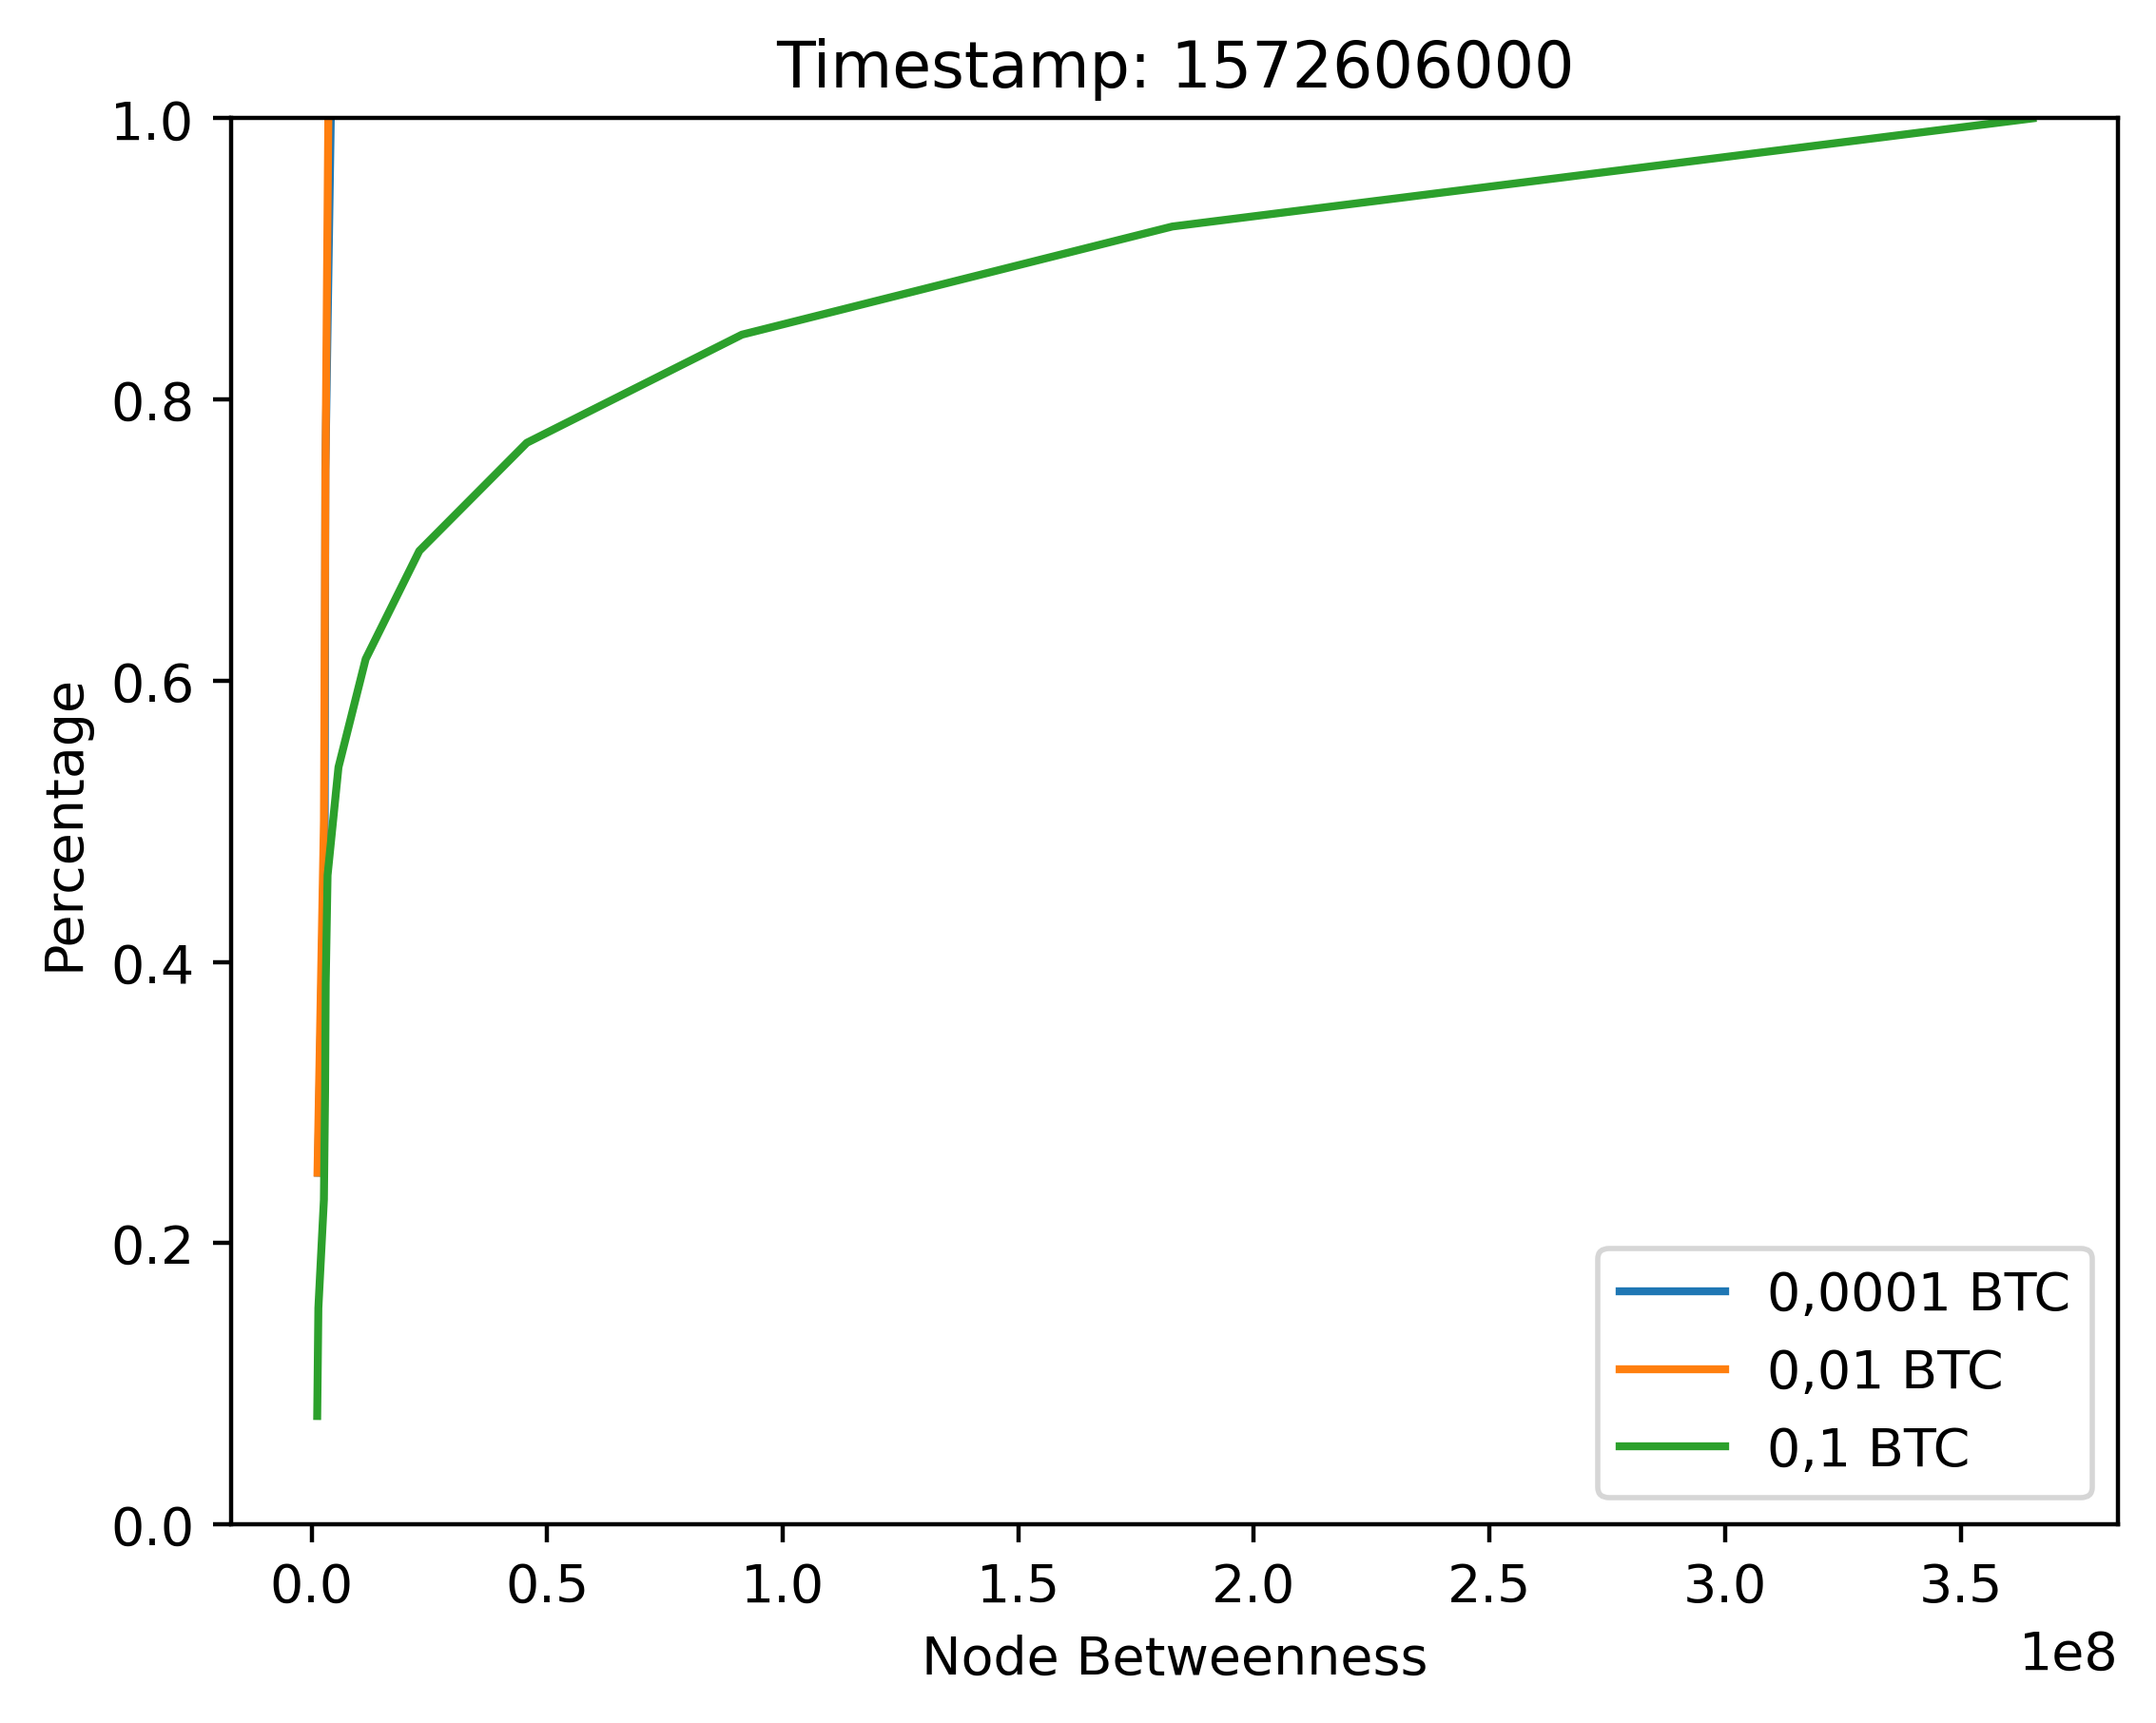 Timestamp: 1572606000
1.0
0.8
0.6
0.4
0.2
0.0
Percentage
0,0001 BTC
0,01 BTC
0,1 BTC
0.0 0.5 1.0 1.5 2.0 2.5 3.0 3.5
1e8
Node Betweenness